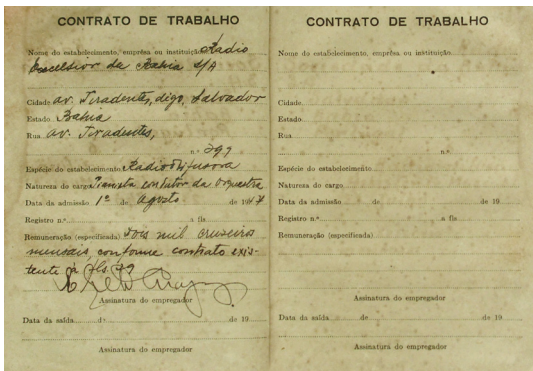 CONTRATO DE TRABALHO
Nome do estabelecimento, emprêsa ou instituição Radio
Excelsior da Bahia S/A
Cidade av. Tiradentes, digo, Salvador
Estado Bahia
Rua av. Tiradentes,
n.º 299
Espécie do estabelecimento Radio Difusora
Natureza do cargo Pianista condutor da orquestra
Data da admissão 1º de agosto de 1947
Registro n.º a fls
Remuneração (especificada) Dois mil cruzeiros
mensais, conforme contrato exis-
tente à fls. 29
Assinatura do empregador
Data da saída de de 19
Assinatura do empregador
CONTRATO DE TRABALHO
Nome do estabelecimento, emprêsa ou instituição
Cidade
Estado
Rua
n.º
Espécie do estabelecimento
Natureza do cargo
Data da admissão de de 19
Registro n.º a fls
Remuneração (especificada)
Assinatura do empregador
Data da saída de de 19
Assinatura do empregador